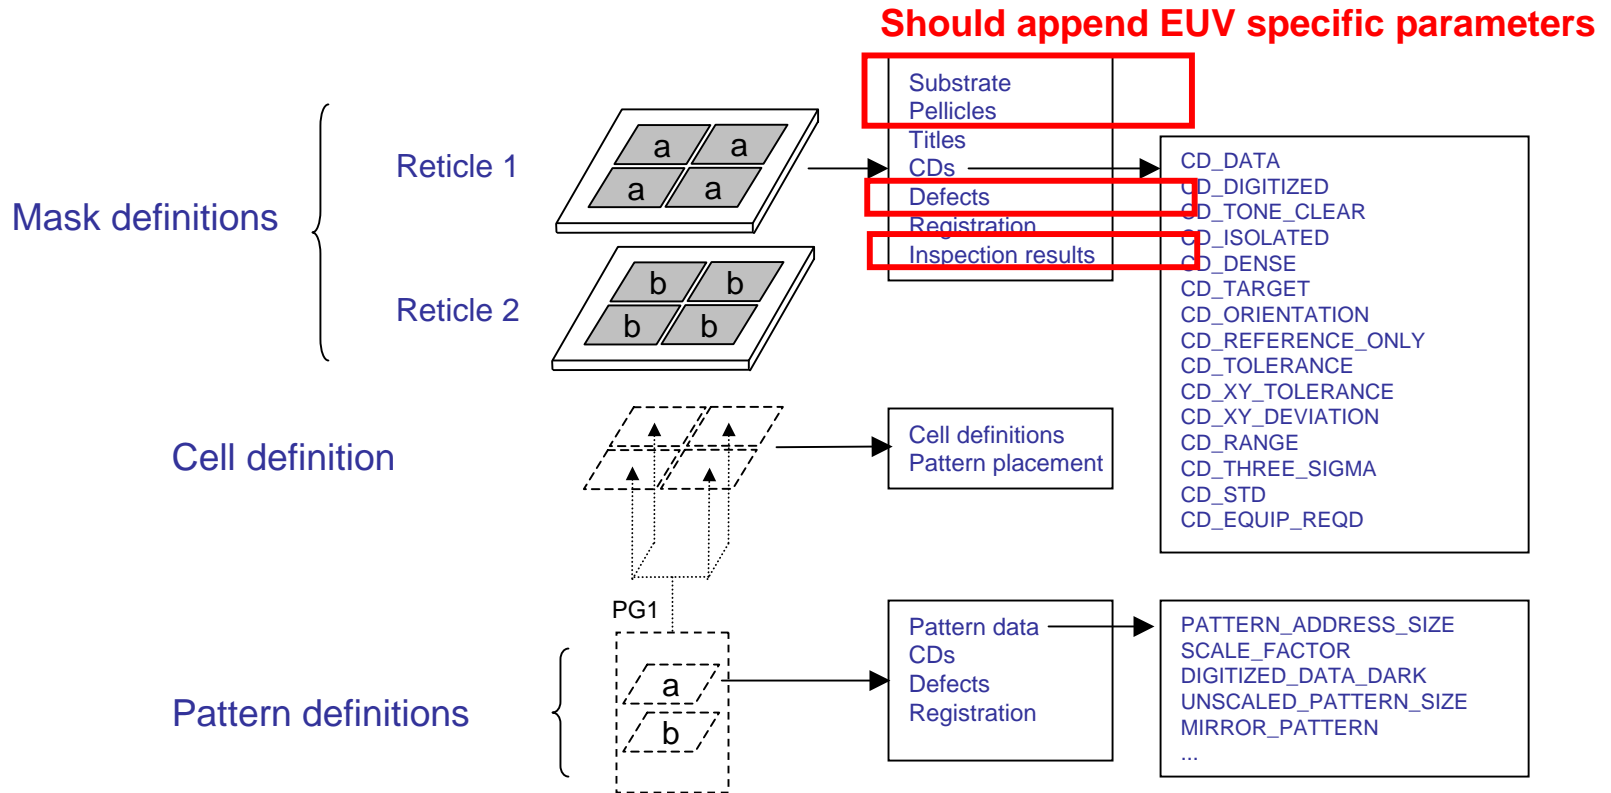 Should append EUV specific parameters
Mask definitions
Reticle 1
a a
a a
Reticle 2
b b
b b
Substrate
Pellicles
Titles
CDs
Defects
Registration
Inspection results
CD_DATA
CD_DIGITIZED
CD_TONE_CLEAR
CD_ISOLATED
CD_DENSE
CD_TARGET
CD_ORIENTATION
CD_REFERENCE_ONLY
CD_TOLERANCE
CD_XY_TOLERANCE
CD_XY_DEVIATION
CD_RANGE
CD_THREE_SIGMA
CD_STD
CD_EQUIP_REQD
Cell definition
Cell definitions
Pattern placement
PG1
Pattern definitions
a
b
Pattern data
CDs
Defects
Registration
PATTERN_ADDRESS_SIZE
SCALE_FACTOR
DIGITIZED_DATA_DARK
UNSCALED_PATTERN_SIZE
MIRROR_PATTERN
...